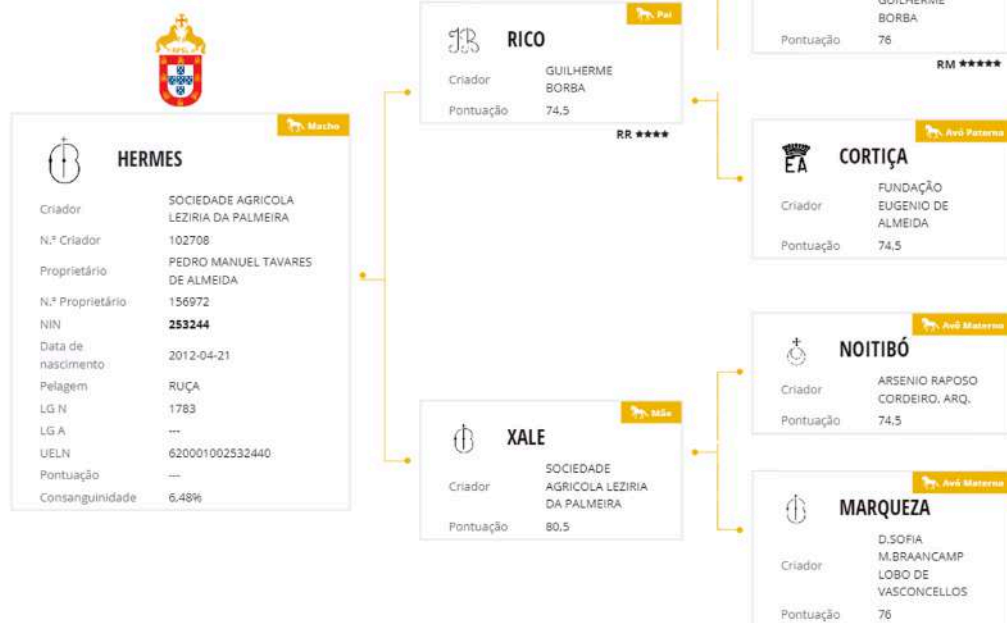 Macho
HERMES
Criador SOCIEDADE AGRICOLA
LEZIRIA DA PALMEIRA
N.º Criador 102708
Proprietário PEDRO MANUEL TAVARES
DE ALMEIDA
N.º Proprietário 156972
NIN 253244
Data de
nascimento 2012-04-21
Pelagem RUÇA
LG N 1783
LG A ---
UELN 620001002532440
Pontuação ---
Consanguinidade 6,48%
Pai
RICO
Criador GUILHERME
BORBA
Pontuação 74,5
RR ★★★★
Mãe
XALE
Criador SOCIEDADE
AGRICOLA LEZIRIA
DA PALMEIRA
Pontuação 80,5
GUILHERME
BORBA
Pontuação 76
RM ★★★★★
Avó Paterna
EA
CORTIÇA
Criador FUNDAÇÃO
EUGENIO DE
ALMEIDA
Pontuação 74.5
Avô Materno
NOITIBÓ
Criador ARSENIO RAPOSO
CORDEIRO, ARQ.
Pontuação 74.5
Avó Materna
MARQUEZA
Criador D.SOFIA
M.BRAANCAMP
LOBO DE
VASCONCELLOS
Pontuação 76